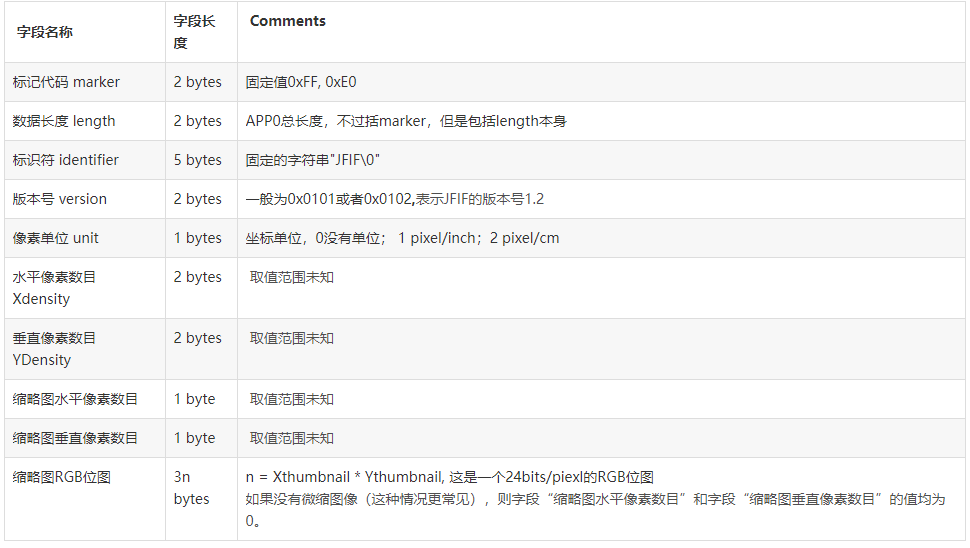 字段名称 字段长度 Comments
标记代码 marker 2 bytes 固定值0xFF, 0xE0
数据长度 length 2 bytes APP0总长度，不过括marker，但是包括length本身
标识符 identifier 5 bytes 固定的字符串"JFIF\0"
版本号 version 2 bytes 一般为0x0101或者0x0102,表示JFIF的版本号1.2
像素单位 unit 1 bytes 坐标单位，0没有单位； 1 pixel/inch；2 pixel/cm
水平像素数目 2 bytes 取值范围未知
Xdensity
垂直像素数目 2 bytes 取值范围未知
YDensity
缩略图水平像素数目 1 byte 取值范围未知
缩略图垂直像素数目 1 byte 取值范围未知
缩略图RGB位图 3n bytes n = Xthumbnail * Ythumbnail, 这是一个24bits/piexl的RGB位图
如果没有微缩图像（这种情况更常见），则字段“缩略图水平像素数目”和字段“缩略图垂直像素数目”的值均为
0。